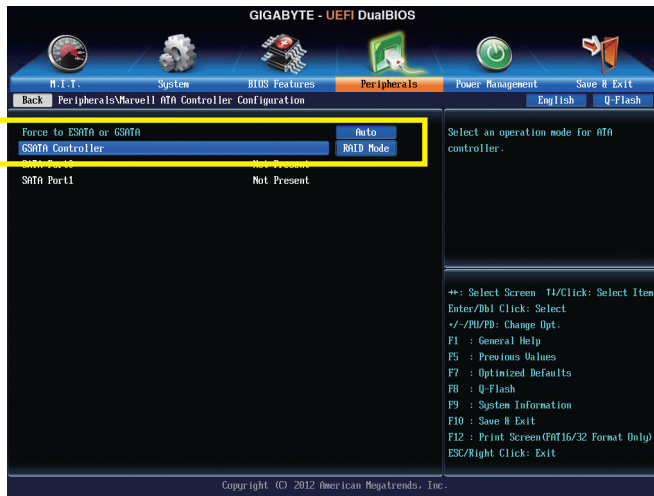 GIGABYTE - UEFI DualBIOS
M.I.T. System BIOS Features Peripherals Power Management Save & Exit
Back Peripherals\Marvell ATA Controller Configuration English Q-Flash
Force to ESATA or GSATA Auto
GSATA Controller RAID Mode
SATA Port0 Not Present
SATA Port1 Not Present
Select an operation mode for ATA
controller.
↔: Select Screen ↑↓/Click: Select Item
Enter/Dbl Click: Select
+/-/PU/PD: Change Opt.
F1 : General Help
F5 : Previous Values
F7 : Optimized Defaults
F8 : Q-Flash
F9 : System Information
F10 : Save & Exit
F12 : Print Screen(FAT16/32 Format Only)
ESC/Right Click: Exit
Copyright (C) 2012 American Megatrends, Inc.